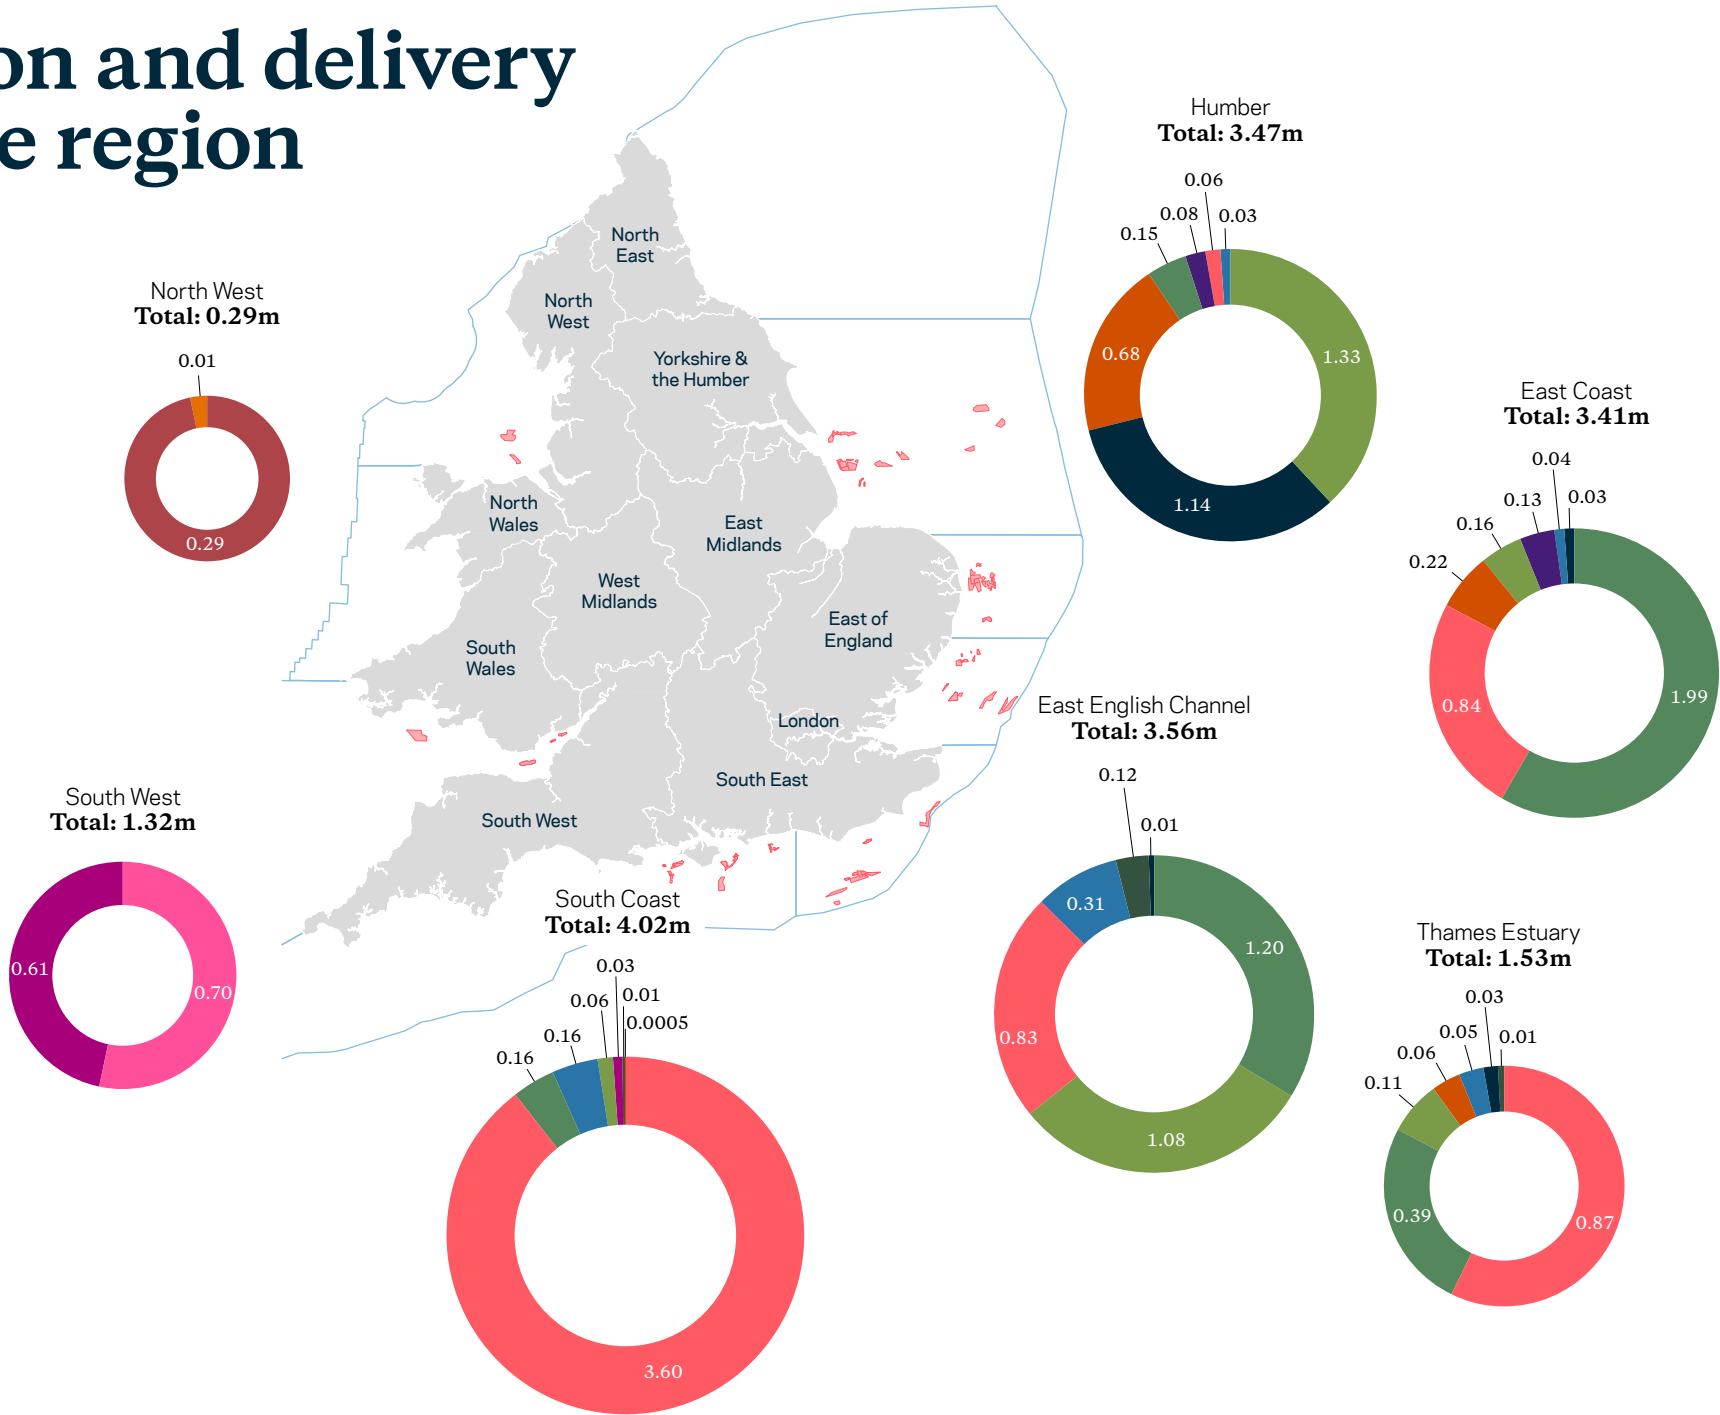 on and delivery
e region
Humber
Total: 3.47m
0.06
0.08
0.03
0.15
1.33
0.68
1.14
North
East
North
West
Yorkshire &
the Humber
North West
Total: 0.29m
0.01
0.29
East Coast
Total: 3.41m
0.04
0.13
0.03
0.16
0.22
0.84
1.99
North
Wales
East
Midlands
West
Midlands
East of
England
South
Wales
London
South East
South West
East English Channel
Total: 3.56m
0.12
0.01
0.31
1.20
0.83
1.08
South West
Total: 1.32m
0.61
0.70
South Coast
Total: 4.02m
0.03
0.06
0.01
0.0005
0.16
0.16
3.60
Thames Estuary
Total: 1.53m
0.03
0.05
0.01
0.06
0.11
0.39
0.87